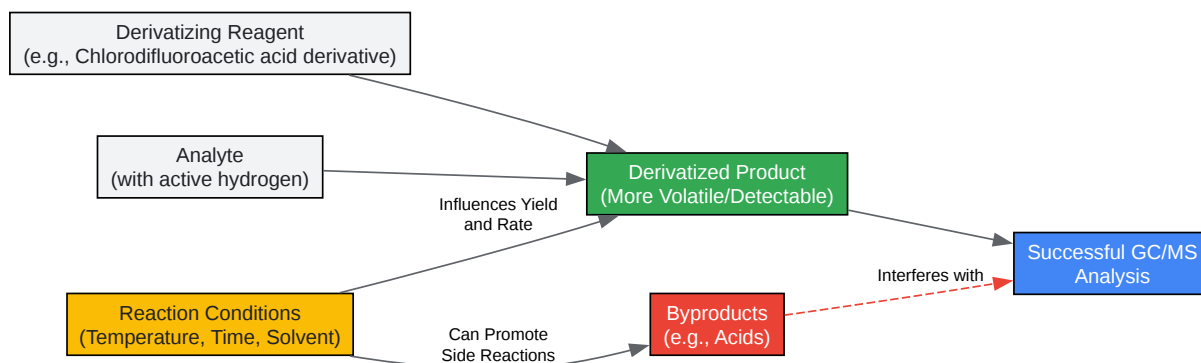 Derivatizing Reagent
(e.g., Chlorodifluoroacetic acid derivative)
Analyte
(with active hydrogen)
Derivatized Product
(More Volatile/Detectable)
Influences Yield
and Rate
Successful GC/MS
Analysis
Interferes with
Reaction Conditions
(Temperature, Time, Solvent)
Byproducts
(e.g., Acids)
Can Promote
Side Reactions